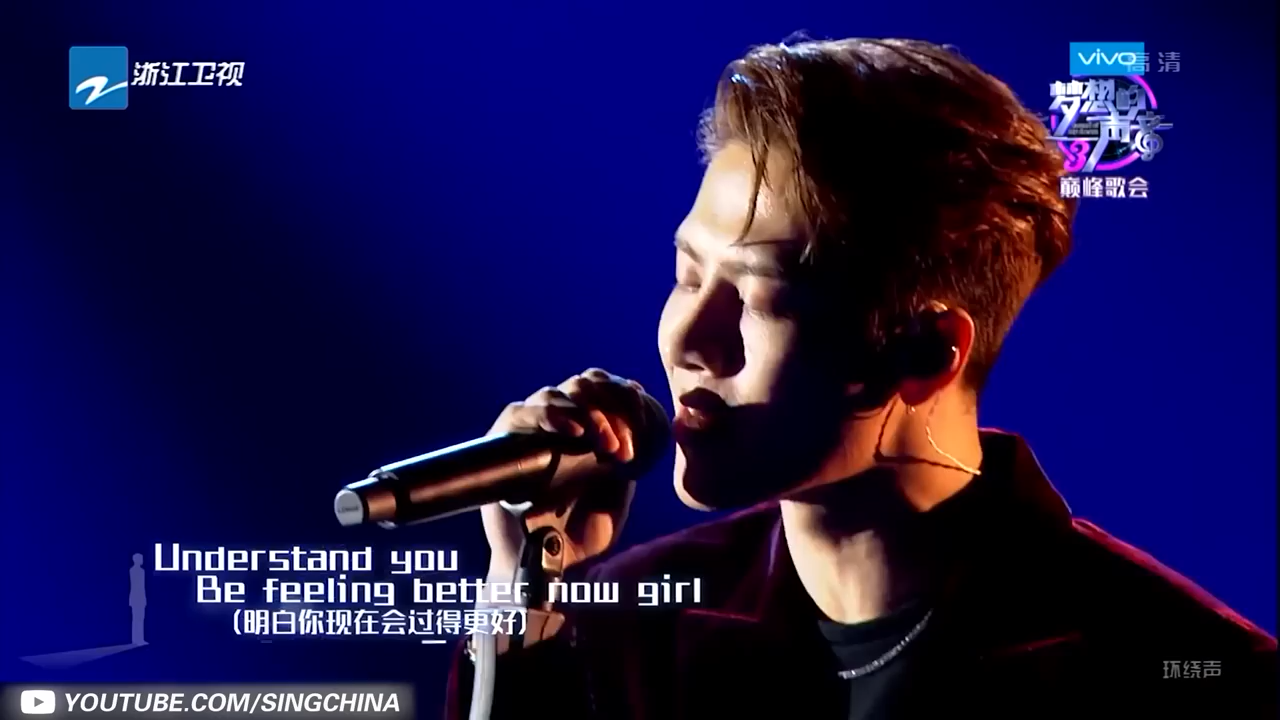 浙江卫视
vivo
高清
梦想的
声音
3
巅峰歌会
Understand you
Be feeling better now girl
(明白你现在会过得更好)
环绕声
YOUTUBE.COM/SINGCHINA